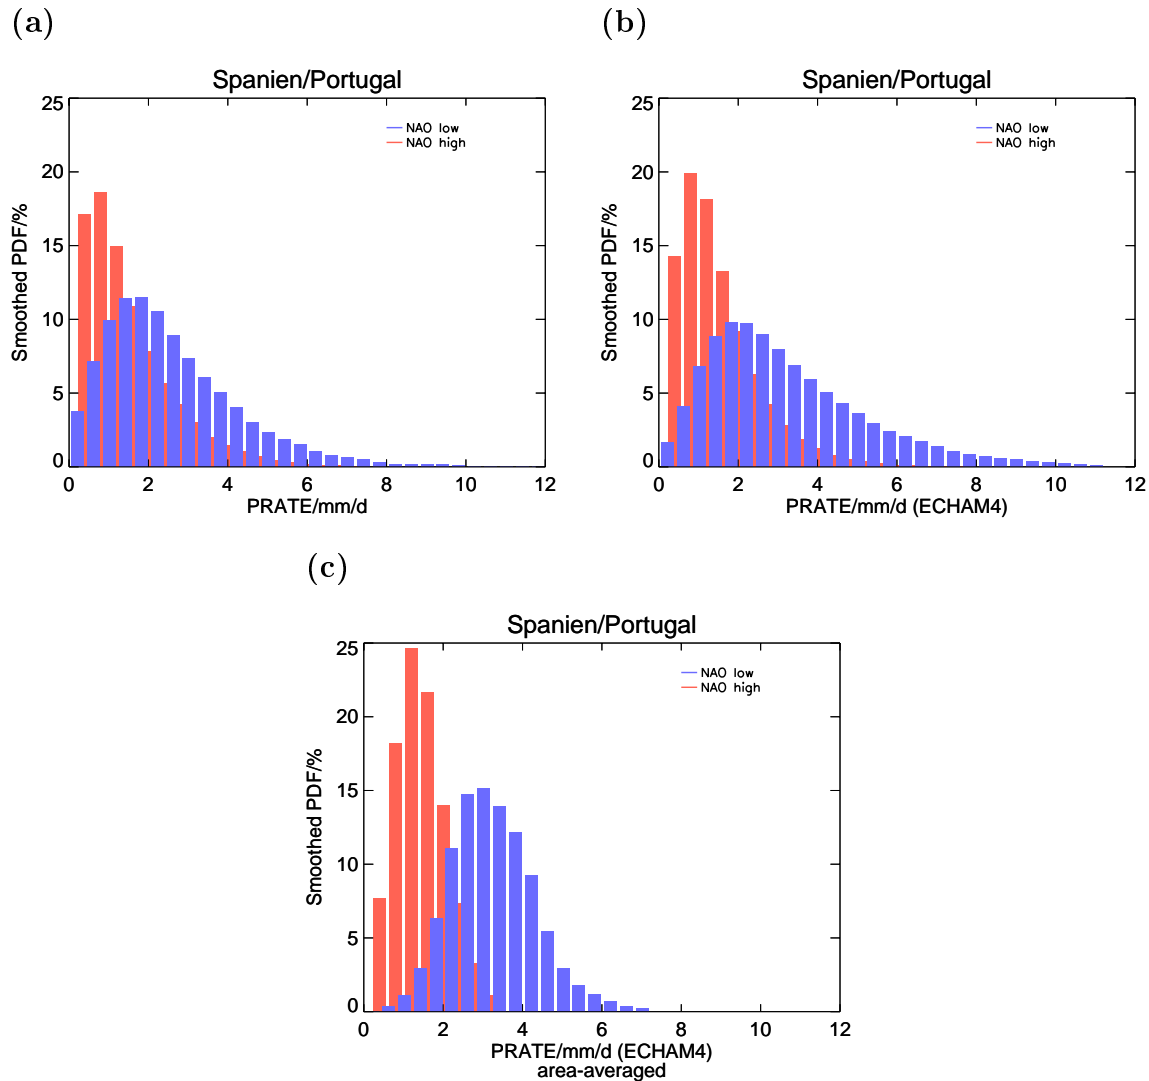 (a)
Spanien/Portugal
25
20
15
10
5
0
Smoothed PDF/%
NAO low
NAO high
0 2 4 6 8 10 12
PRATE/mm/d
(b)
Spanien/Portugal
25
20
15
10
5
0
Smoothed PDF/%
NAO low
NAO high
0 2 4 6 8 10 12
PRATE/mm/d (ECHAM4)
(c)
Spanien/Portugal
25
20
15
10
5
0
Smoothed PDF/%
NAO low
NAO high
0 2 4 6 8 10 12
PRATE/mm/d (ECHAM4)
area-averaged